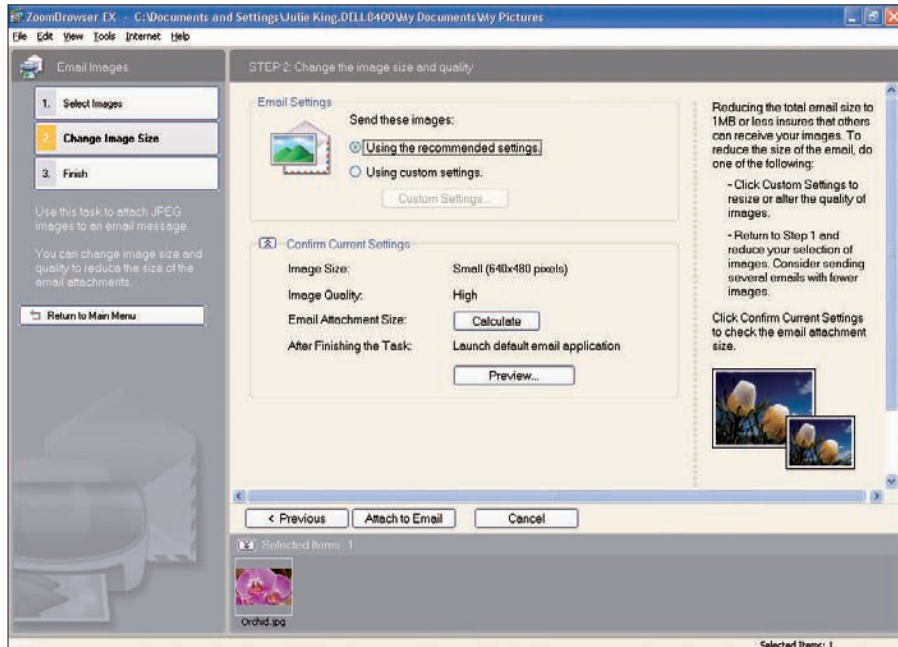 ZoomBrowser EX - C:\Documents and Settings\Julie King.DELL8400\My Documents\My Pictures
File Edit View Tools Internet Help
Email Images
1. Select Images
2. Change Image Size
3. Finish
Use this task to attach JPEG
images to an email message.
You can change image size and
quality to reduce the size of the
email attachments.
Return to Main Menu
STEP 2: Change the image size and quality
Email Settings
Send these images:
Using the recommended settings.
Using custom settings.
Custom Settings...
Confirm Current Settings
Image Size: Small (640x480 pixels)
Image Quality: High
Email Attachment Size: Calculate
After Finishing the Task: Launch default email application
Preview...
Reducing the total email size to
1MB or less insures that others
can receive your images. To
reduce the size of the email, do
one of the following:
- Click Custom Settings to
resize or alter the quality of
images.
- Return to Step 1 and
reduce your selection of
images. Consider sending
several emails with fewer
images.
Click Confirm Current Settings
to check the email attachment
size.
< Previous Attach to Email Cancel
Selected Items: 1
Orchid.jpg
Selected Items: 1